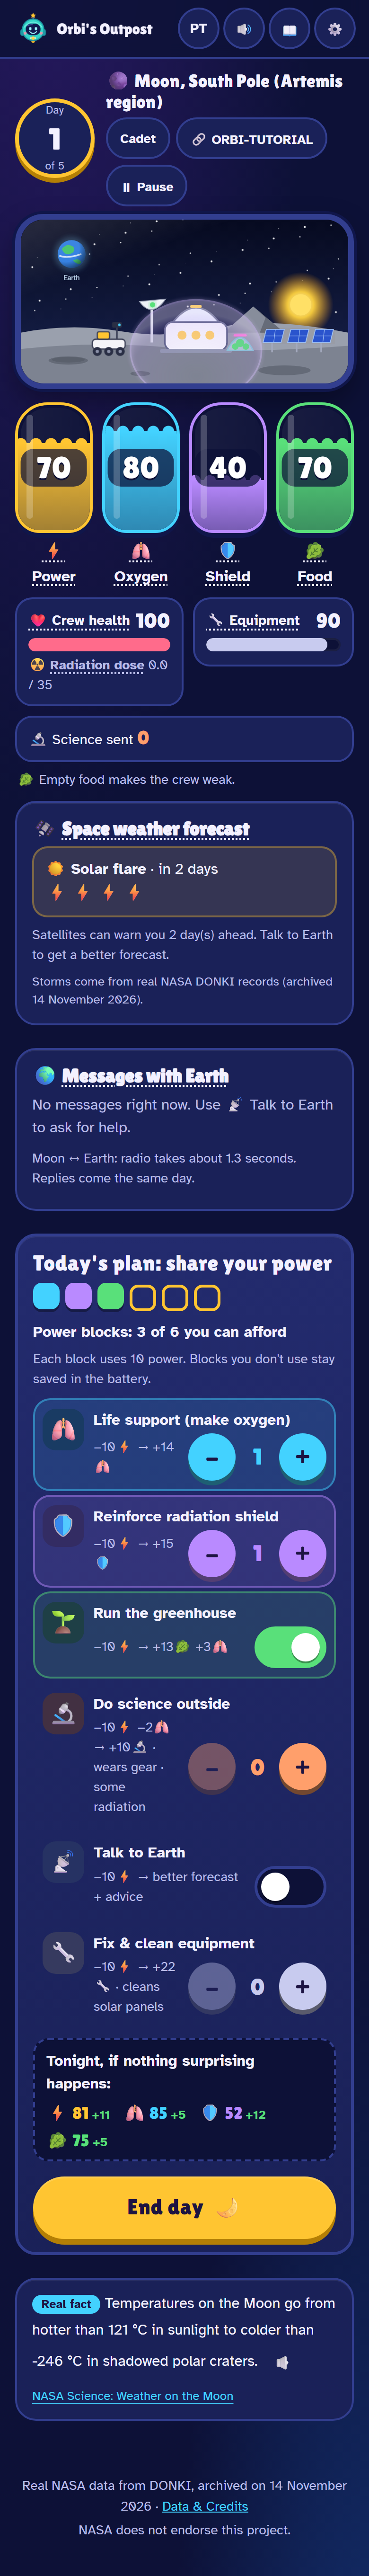 Orbi's Outpost
PT
Day
1
of 5
Moon, South Pole (Artemis
region)
Cadet
ORBI-TUTORIAL
Pause
Earth
70
80
40
70
Power
Oxygen
Shield
Food
Crew health 100
Radiation dose 0.0
/ 35
Equipment 90
Science sent 0
Empty food makes the crew weak.
Space weather forecast
Solar flare · in 2 days
Satellites can warn you 2 day(s) ahead. Talk to Earth
to get a better forecast.
Storms come from real NASA DONKI records (archived
14 November 2026).
Messages with Earth
No messages right now. Use Talk to Earth
to ask for help.
Moon ↔ Earth: radio takes about 1.3 seconds.
Replies come the same day.
Today's plan: share your power
Power blocks: 3 of 6 you can afford
Each block uses 10 power. Blocks you don't use stay
saved in the battery.
Life support (make oxygen)
−10 → +14
– 1 +
Reinforce radiation shield
−10 → +15
– 1 +
Run the greenhouse
−10 → +13 +3
Do science outside
−10 −2
→ +10 ·
wears gear ·
some
radiation
– 0 +
Talk to Earth
−10 → better forecast
+ advice
Fix & clean equipment
−10 → +22
· cleans
solar panels
– 0 +
Tonight, if nothing surprising
happens:
81 +11 85 +5 52 +12
75 +5
End day
Real fact Temperatures on the Moon go from
hotter than 121 °C in sunlight to colder than
-246 °C in shadowed polar craters.
NASA Science: Weather on the Moon
Real NASA data from DONKI, archived on 14 November
2026 · Data & Credits
NASA does not endorse this project.